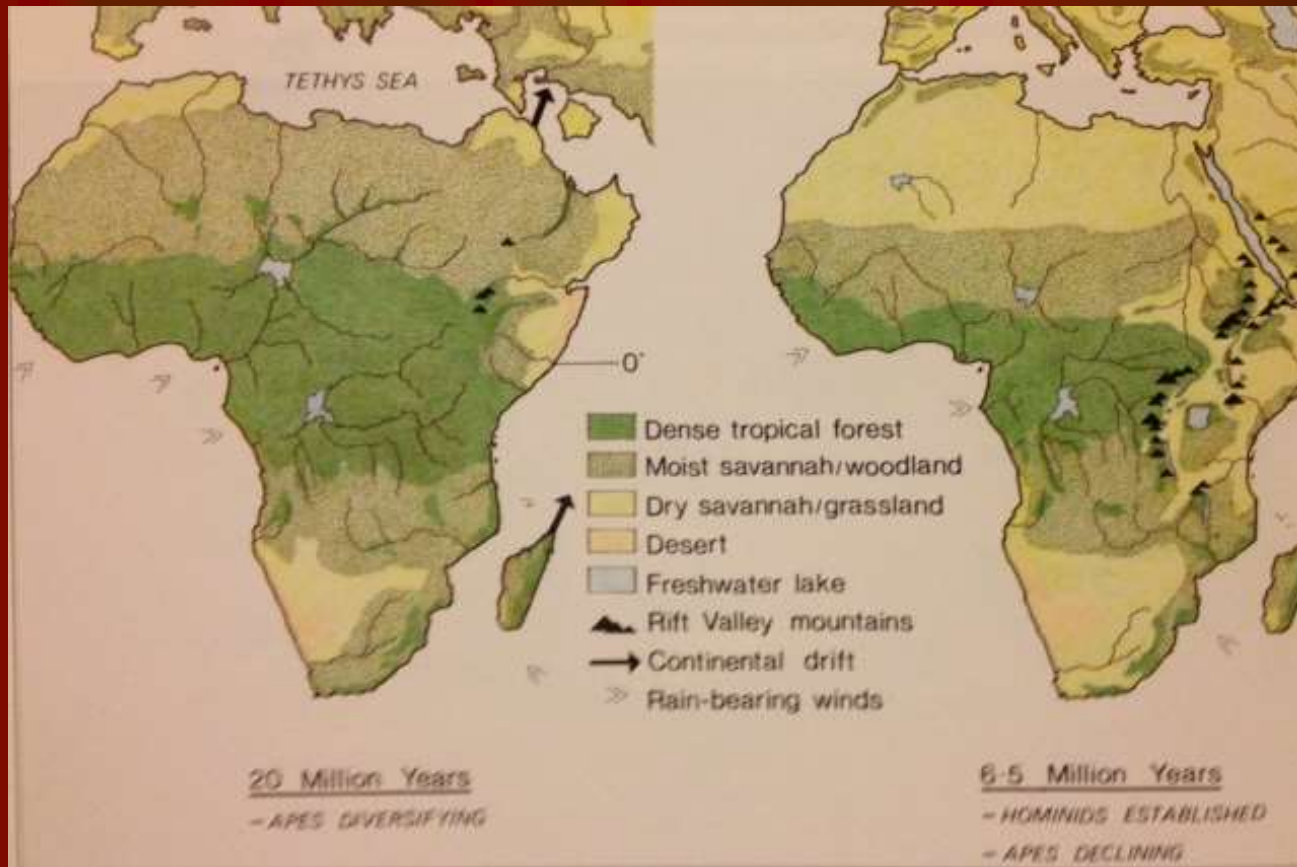 TETHYS SEA
0°
Dense tropical forest
Moist savannah/woodland
Dry savannah/grassland
Desert
Freshwater lake
Rift Valley mountains
Continental drift
Rain-bearing winds
20 Million Years
- APES DIVERSIFYING
6-5 Million Years
- HOMINIDS ESTABLISHED
- APES DECLINING